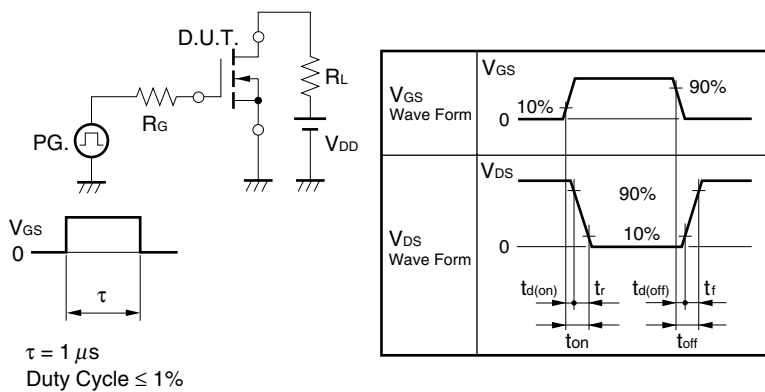 D.U.T.
RL
RG
PG.
VDD
VGS
0
τ
τ = 1 μs
Duty Cycle ≤ 1%
VGS
Wave Form
VGS
10%
90%
0
VDS
Wave Form
VDS
90%
10%
0
td(on) tr td(off) tf
ton toff